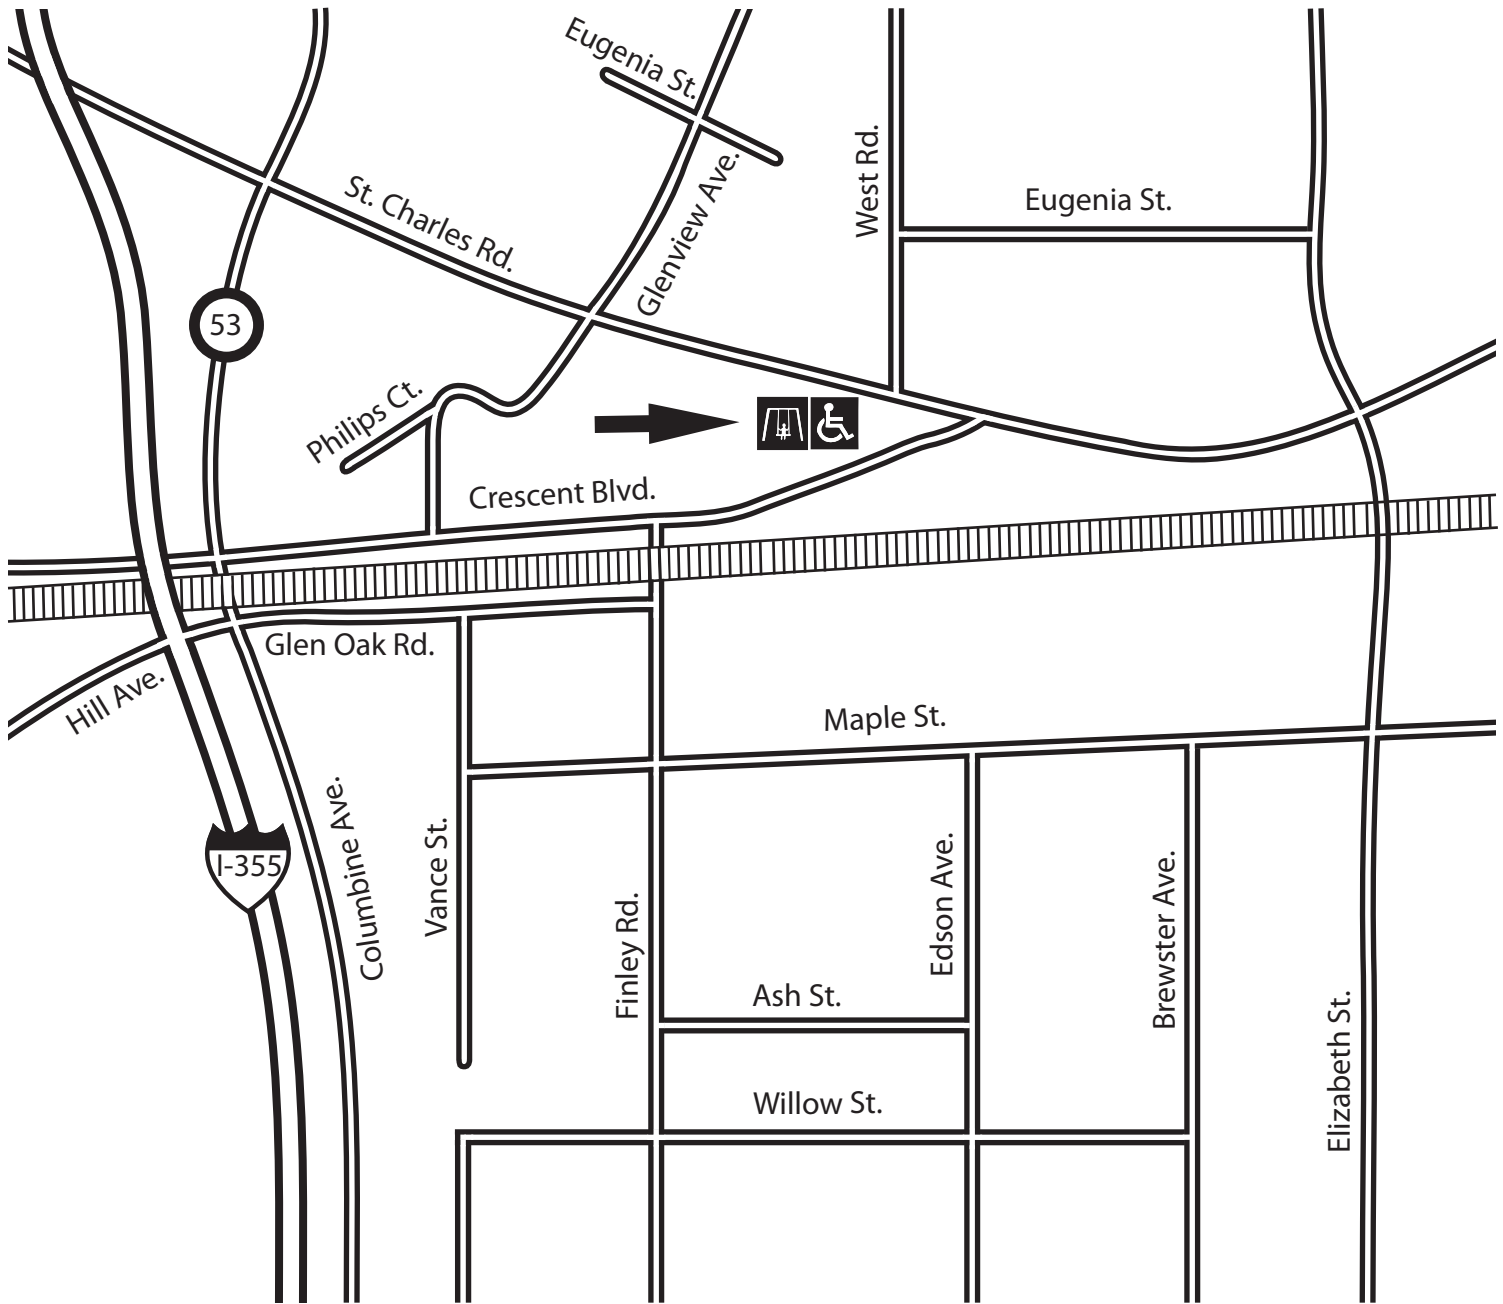 Eugenia St.
West Rd.
Glenview Ave.
St. Charles Rd.
Eugenia St.
53
Philips Ct.
Crescent Blvd.
Glen Oak Rd.
Hill Ave.
Maple St.
I-355
Columbine Ave.
Vance St.
Finley Rd.
Edson Ave.
Brewster Ave.
Ash St.
Elizabeth St.
Willow St.